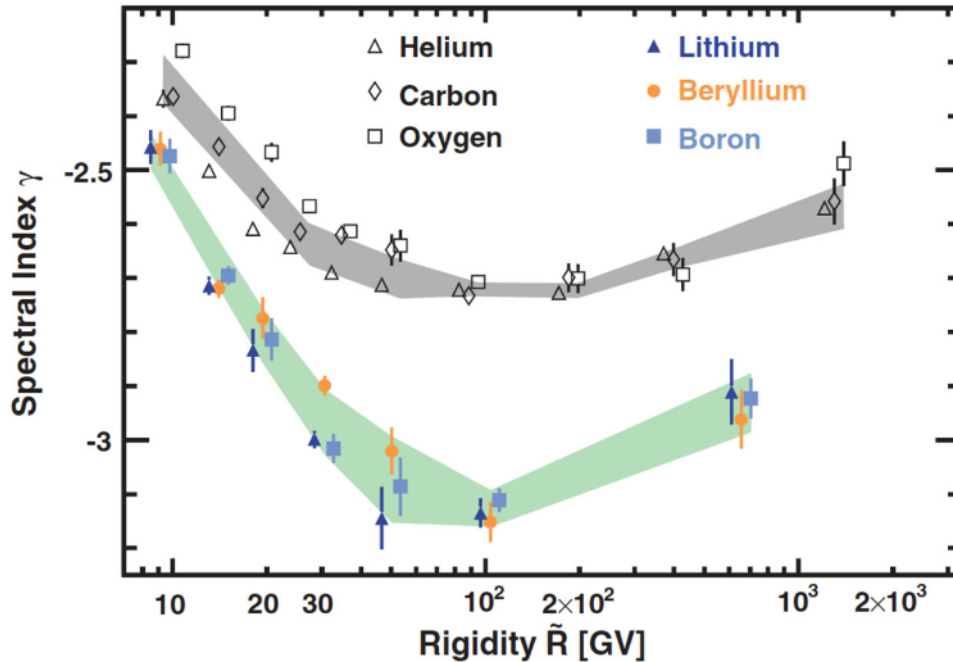 Helium
Carbon
Oxygen
Lithium
Beryllium
Boron
Spectral Index γ
-2.5
-3
10
20
30
10²
2×10²
10³
2×10³
Rigidity R̃ [GV]